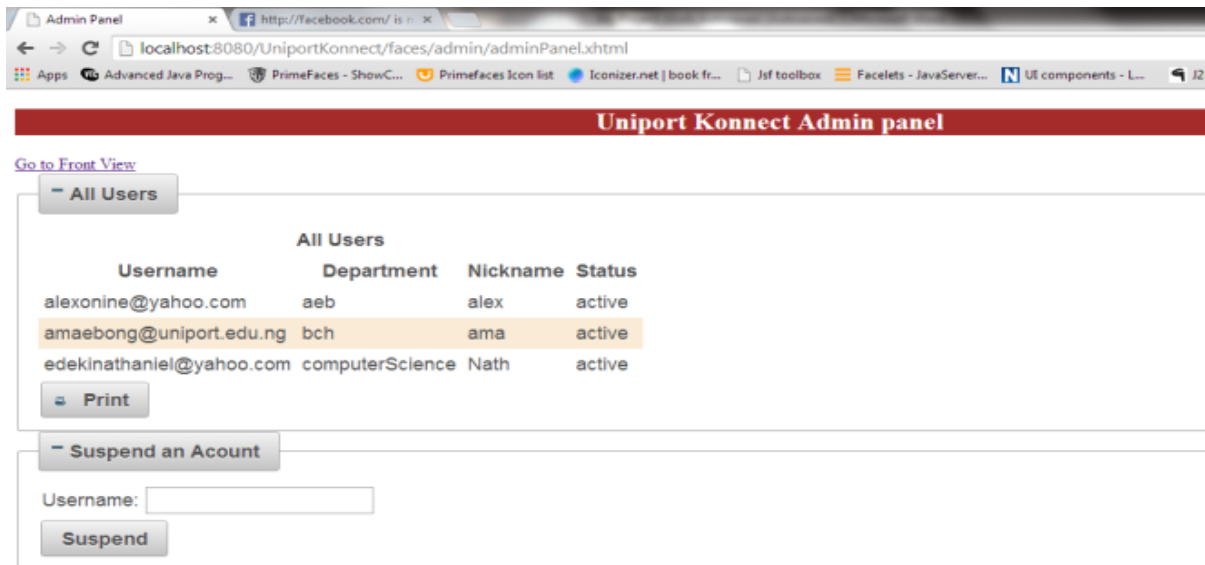 Admin Panel
http://facebook.com/ is n
localhost:8080/UniportKonnect/faces/admin/adminPanel.xhtml
Apps Advanced Java Prog... PrimeFaces - ShowC... Primefaces Icon list Iconizer.net | book fr... Jsf toolbox Facelets - JavaServer... UI components - L... J2
Uniport Konnect Admin panel
Go to Front View
All Users
All Users
Username Department Nickname Status
alexonine@yahoo.com aeb alex active
amaebong@uniport.edu.ng bch ama active
edekinathaniel@yahoo.com computerScience Nath active
Print
Suspend an Acount
Username:
Suspend